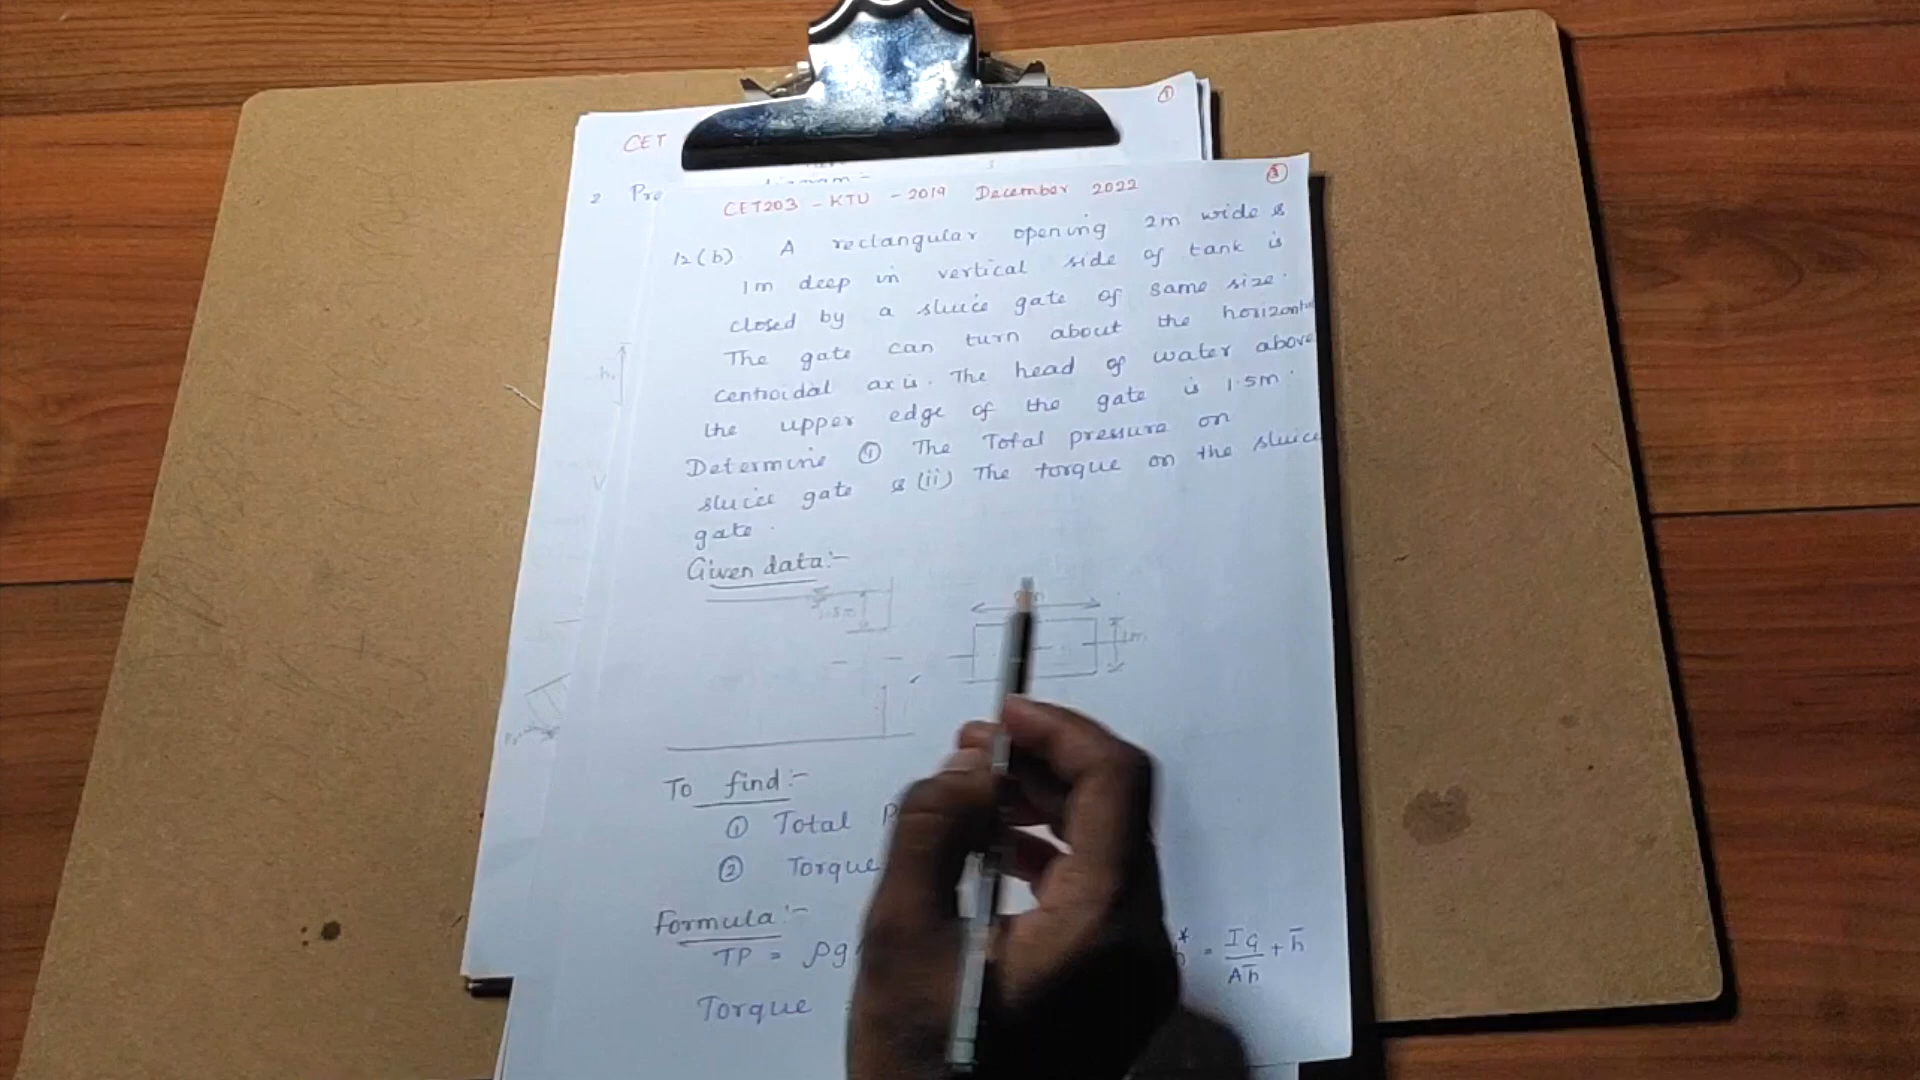 CET
①
2 Pro
③
CET203 - KTU - 2019 December 2022
12(b) A rectangular opening 2m wide &
1m deep in vertical side of tank is
closed by a sluice gate of same size.
The gate can turn about the horizontal
centroidal axis. The head of water above
the upper edge of the gate is 1.5m.
Determine ① The Total pressure on
sluice gate & (ii) The torque on the sluice
gate.
Given data:-
1.5m
1m
To find:-
① Total P
② Torque
Formula:-
TP = ρg
h* = IG/Ah̄ + h̄
Torque =